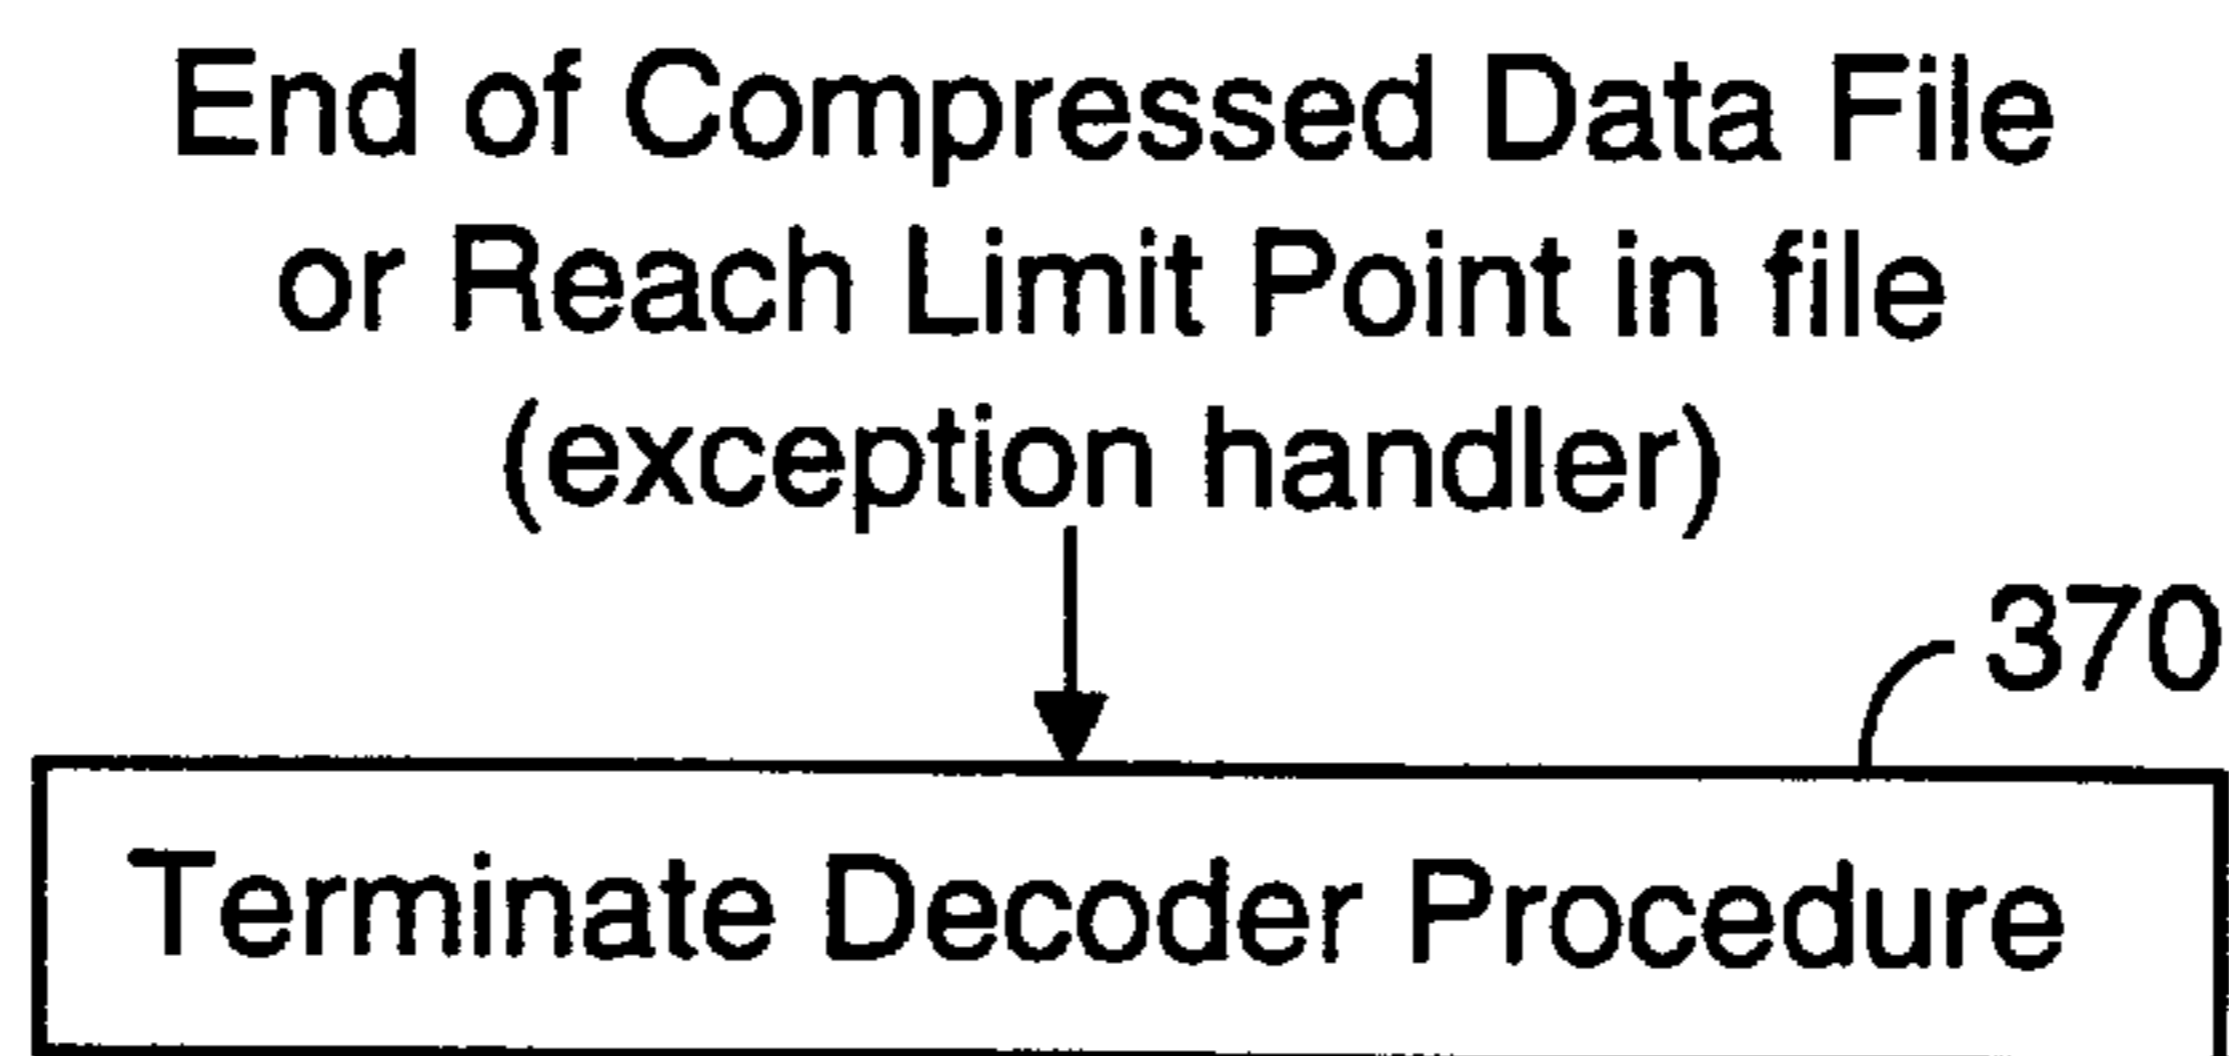 End of Compressed Data File
or Reach Limit Point in file
(exception handler)
370
Terminate Decoder Procedure